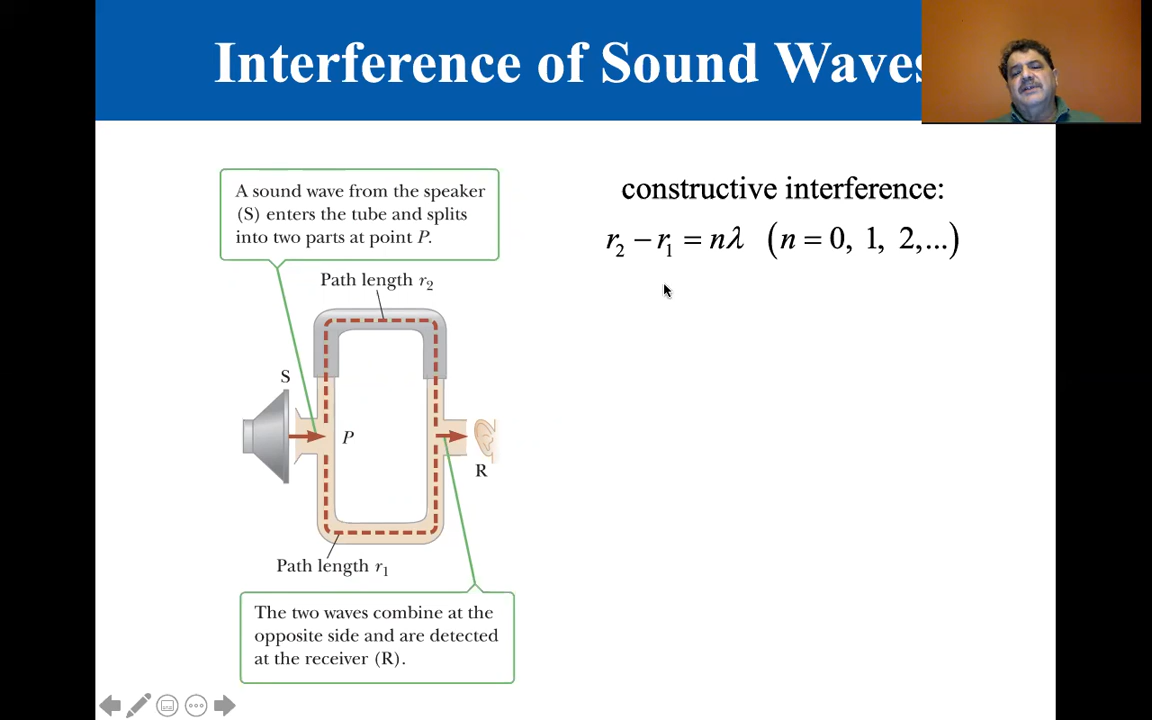 Interference of Sound Waves
A sound wave from the speaker
(S) enters the tube and splits
into two parts at point P.
constructive interference:
r₂ − r₁ = nλ (n = 0, 1, 2,...)
Path length r₂
S
P
R
Path length r₁
The two waves combine at the
opposite side and are detected
at the receiver (R).